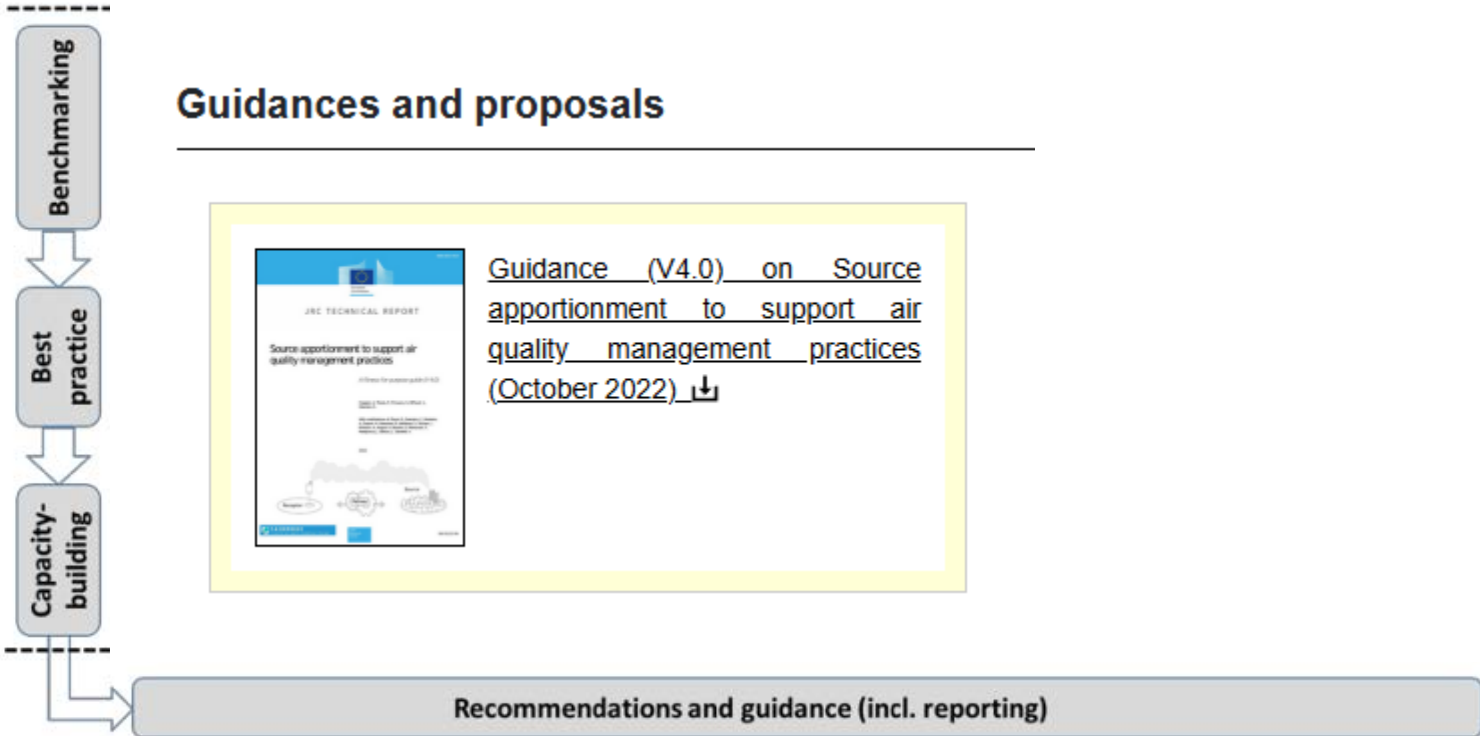 Benchmarking
Best
practice
Capacity-
building
Guidances and proposals
JRC TECHNICAL REPORT
Source apportionment to support air
quality management practices
Guidance (V4.0) on Source
apportionment to support air
quality management practices
(October 2022)
Recommendations and guidance (incl. reporting)